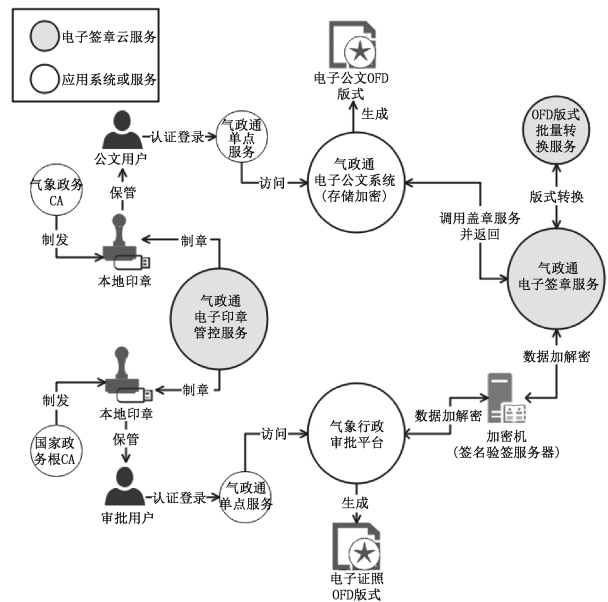 电子签章云服务
应用系统或服务
电子公文OFD
版式
生成
OFD版式
批量转
换服务
公文用户
认证登录
气政通
单点
服务
气政通
电子公文系统
(存储加密)
访问
版式转换
气象政务
CA
保管
制发
制章
本地印章
调用盖章服务
并返回
气政通
电子签章服务
气政通
电子印章
管控服务
数据加解密
制发
制章
本地印章
国家政
务根CA
保管
访问
气象行政
审批平台
数据加解密
加密机
(签名验签服务器)
审批用户
认证登录
气政通
单点服务
生成
电子证照
OFD版式